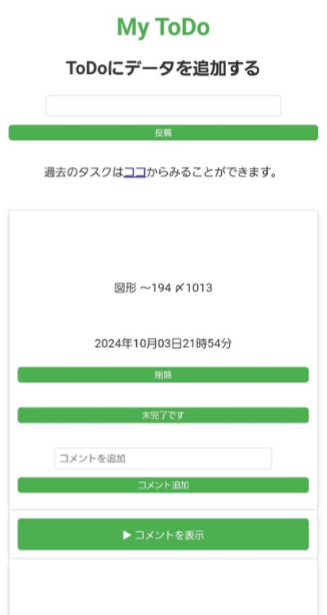 My ToDo
ToDoにデータを追加する
投稿
過去のタスクはココからみることができます。
図形 〜194 〆1013
2024年10月03日21時54分
削除
未完了です
コメントを追加
コメント追加
▶ コメントを表示